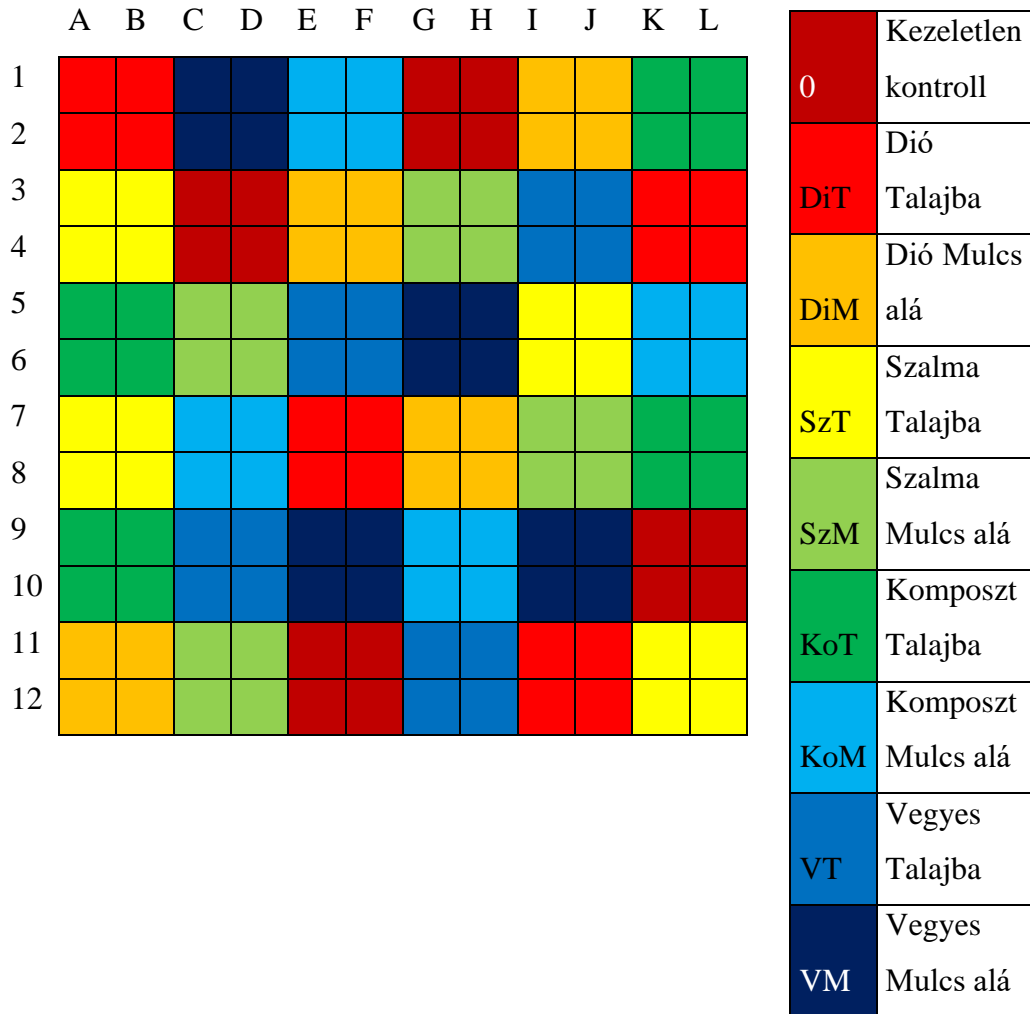 A B C D E F G H I J K L
1
2
3
4
5
6
7
8
9
10
11
12
Kezeletlen
0 kontroll
Dió
DiT Talajba
Dió Mulcs
DiM alá
Szalma
SzT Talajba
Szalma
SzM Mulcs alá
Komposzt
KoT Talajba
Komposzt
KoM Mulcs alá
Vegyes
VT Talajba
Vegyes
VM Mulcs alá